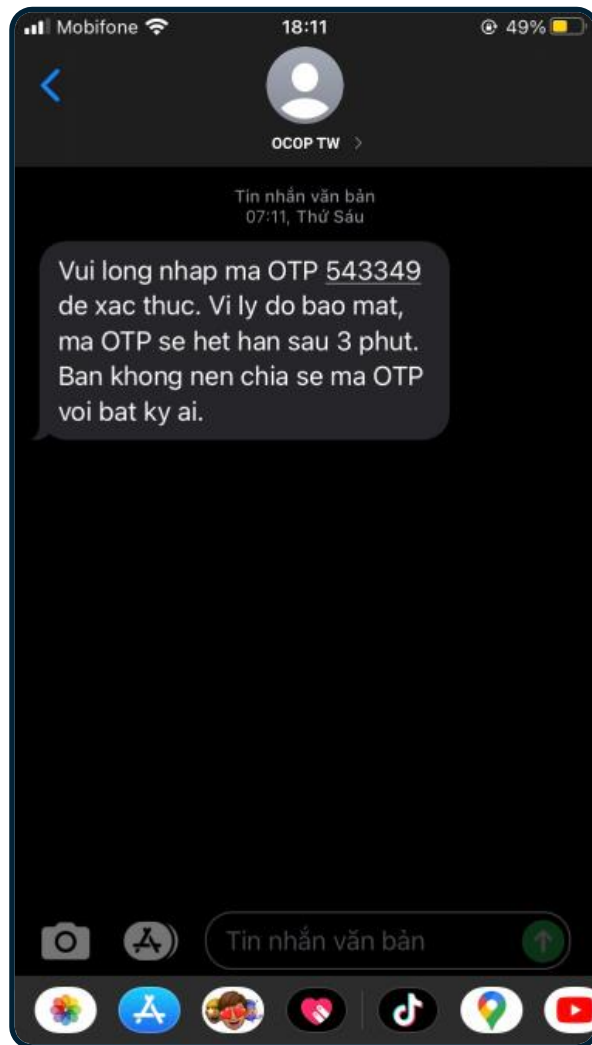 Mobifone
18:11
49%
OCOP TW
Tin nhắn văn bản
07:11, Thứ Sáu
Vui long nhap ma OTP 543349
de xac thuc. Vi ly do bao mat,
ma OTP se het han sau 3 phut.
Ban khong nen chia se ma OTP
voi bat ky ai.
Tin nhắn văn bản